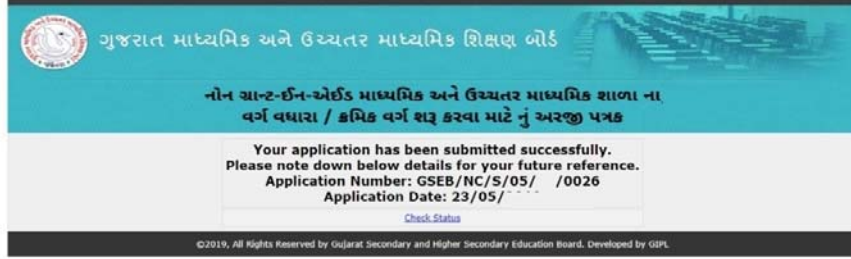 ગુજરાત માધ્યમિક અને ઉચ્ચતર માધ્યમિક શિક્ષણ બોર્ડ
નોન ગ્રાન્ટ-ઈન-એઈડ માધ્યમિક અને ઉચ્ચતર માધ્યમિક શાળા ના
વર્ગ વધારા / ક્રમિક વર્ગ શરૂ કરવા માટે નું અરજી પત્રક
Your application has been submitted successfully.
Please note down below details for your future reference.
Application Number: GSEB/NC/S/05/ /0026
Application Date: 23/05/
Check Status
©2019, All Rights Reserved by Gujarat Secondary and Higher Secondary Education Board. Developed by GIPL